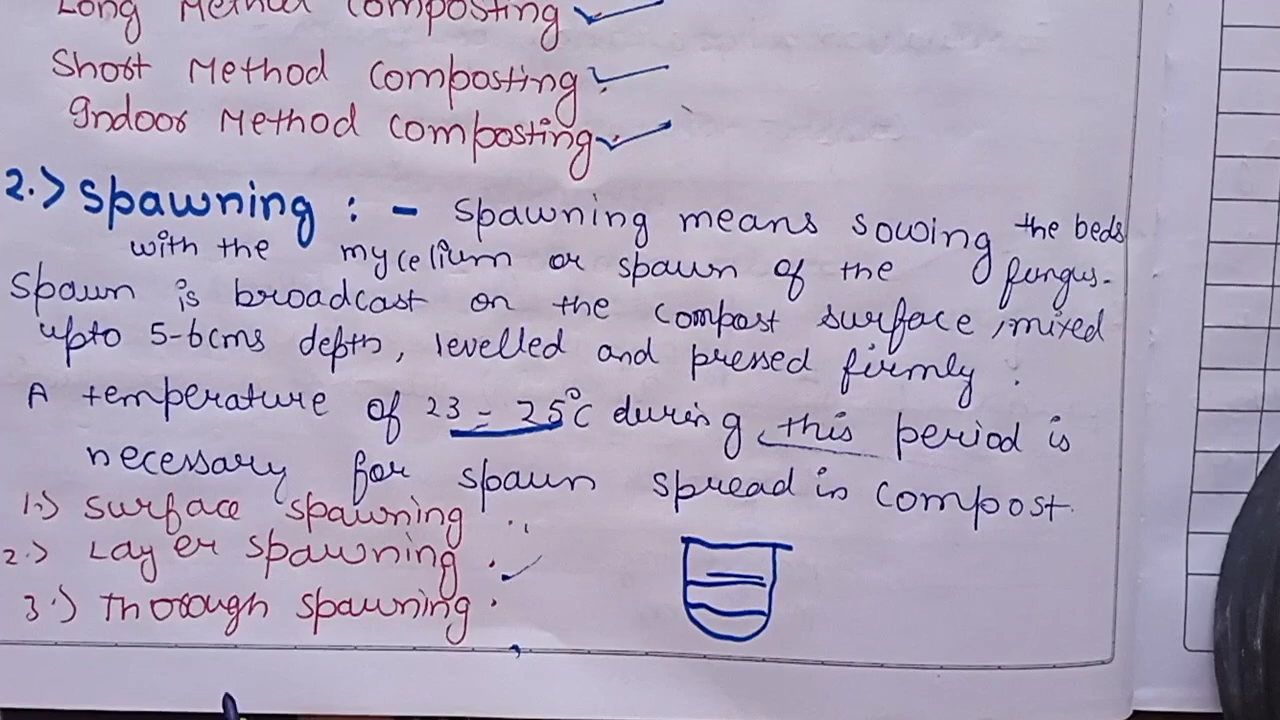 Long Method Composting
Short Method Composting
Indoor Method Composting
2.> Spawning : - Spawning means sowing the beds
with the mycelium or spawn of the fungus.
Spawn is broadcast on the compost surface, mixed
upto 5-6cms depth, levelled and pressed firmly.
A temperature of 23 - 25°C during this period is
necessary for spawn spread in compost.
1.) Surface spawning
2.> Layer spawning.
3.) Thorough spawning.